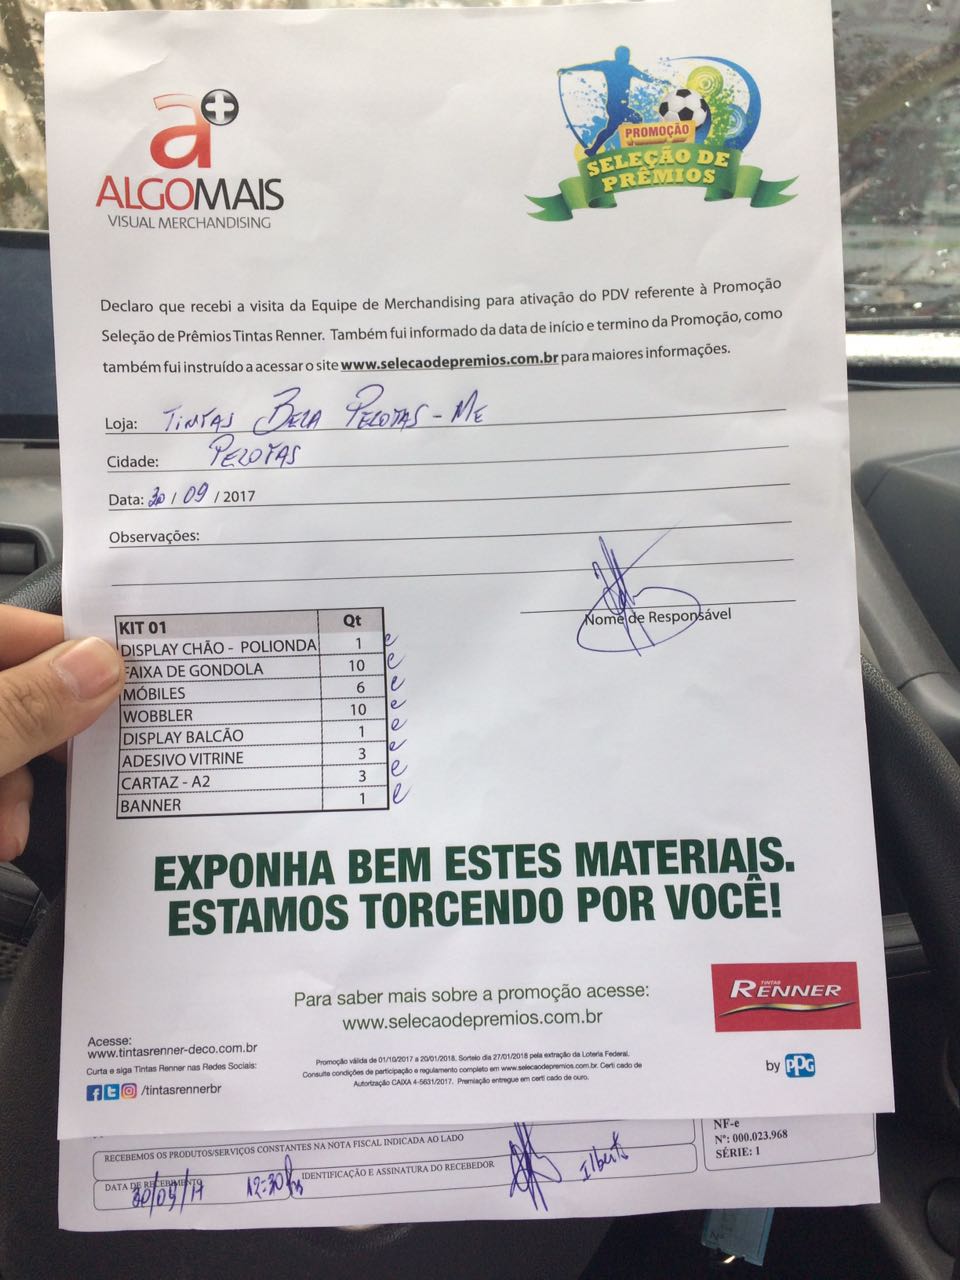 a+
ALGOMAIS
VISUAL MERCHANDISING
PROMOÇÃO
SELEÇÃO DE
PRÊMIOS
Declaro que recebi a visita da Equipe de Merchandising para ativação do PDV referente à Promoção
Seleção de Prêmios Tintas Renner. Também fui informado da data de início e termino da Promoção, como
também fui instruído a acessar o site www.selecaodepremios.com.br para maiores informações.
Loja: TINTAS BELA PELOTAS - ME
Cidade: PELOTAS
Data: 30 / 09 / 2017
Observações:
Nome de Responsável
KIT 01 Qt
DISPLAY CHÃO - POLIONDA 1
FAIXA DE GONDOLA 10
MÓBILES 6
WOBBLER 10
DISPLAY BALCÃO 1
ADESIVO VITRINE 3
CARTAZ - A2 3
BANNER 1
EXPONHA BEM ESTES MATERIAIS.
ESTAMOS TORCENDO POR VOCÊ!
Para saber mais sobre a promoção acesse:
www.selecaodepremios.com.br
TINTAS
RENNER
by PPG
Acesse:
www.tintasrenner-deco.com.br
Curta e siga Tintas Renner nas Redes Sociais:
/tintasrennerbr
Promoção válida de 01/10/2017 a 20/01/2018. Sorteio dia 27/01/2018 pela extração da Loteria Federal.
Consulte condições de participação e regulamento completo em www.selecaodepremios.com.br. Certi cado de
Autorização CAIXA 4-5631/2017. Premiação entregue em certi cado de ouro.
RECEBEMOS OS PRODUTOS/SERVIÇOS CONSTANTES NA NOTA FISCAL INDICADA AO LADO
DATA DE RECEBIMENTO
30/09/17 12:30hs
IDENTIFICAÇÃO E ASSINATURA DO RECEBEDOR
NF-e
Nº: 000.023.968
SÉRIE: 1